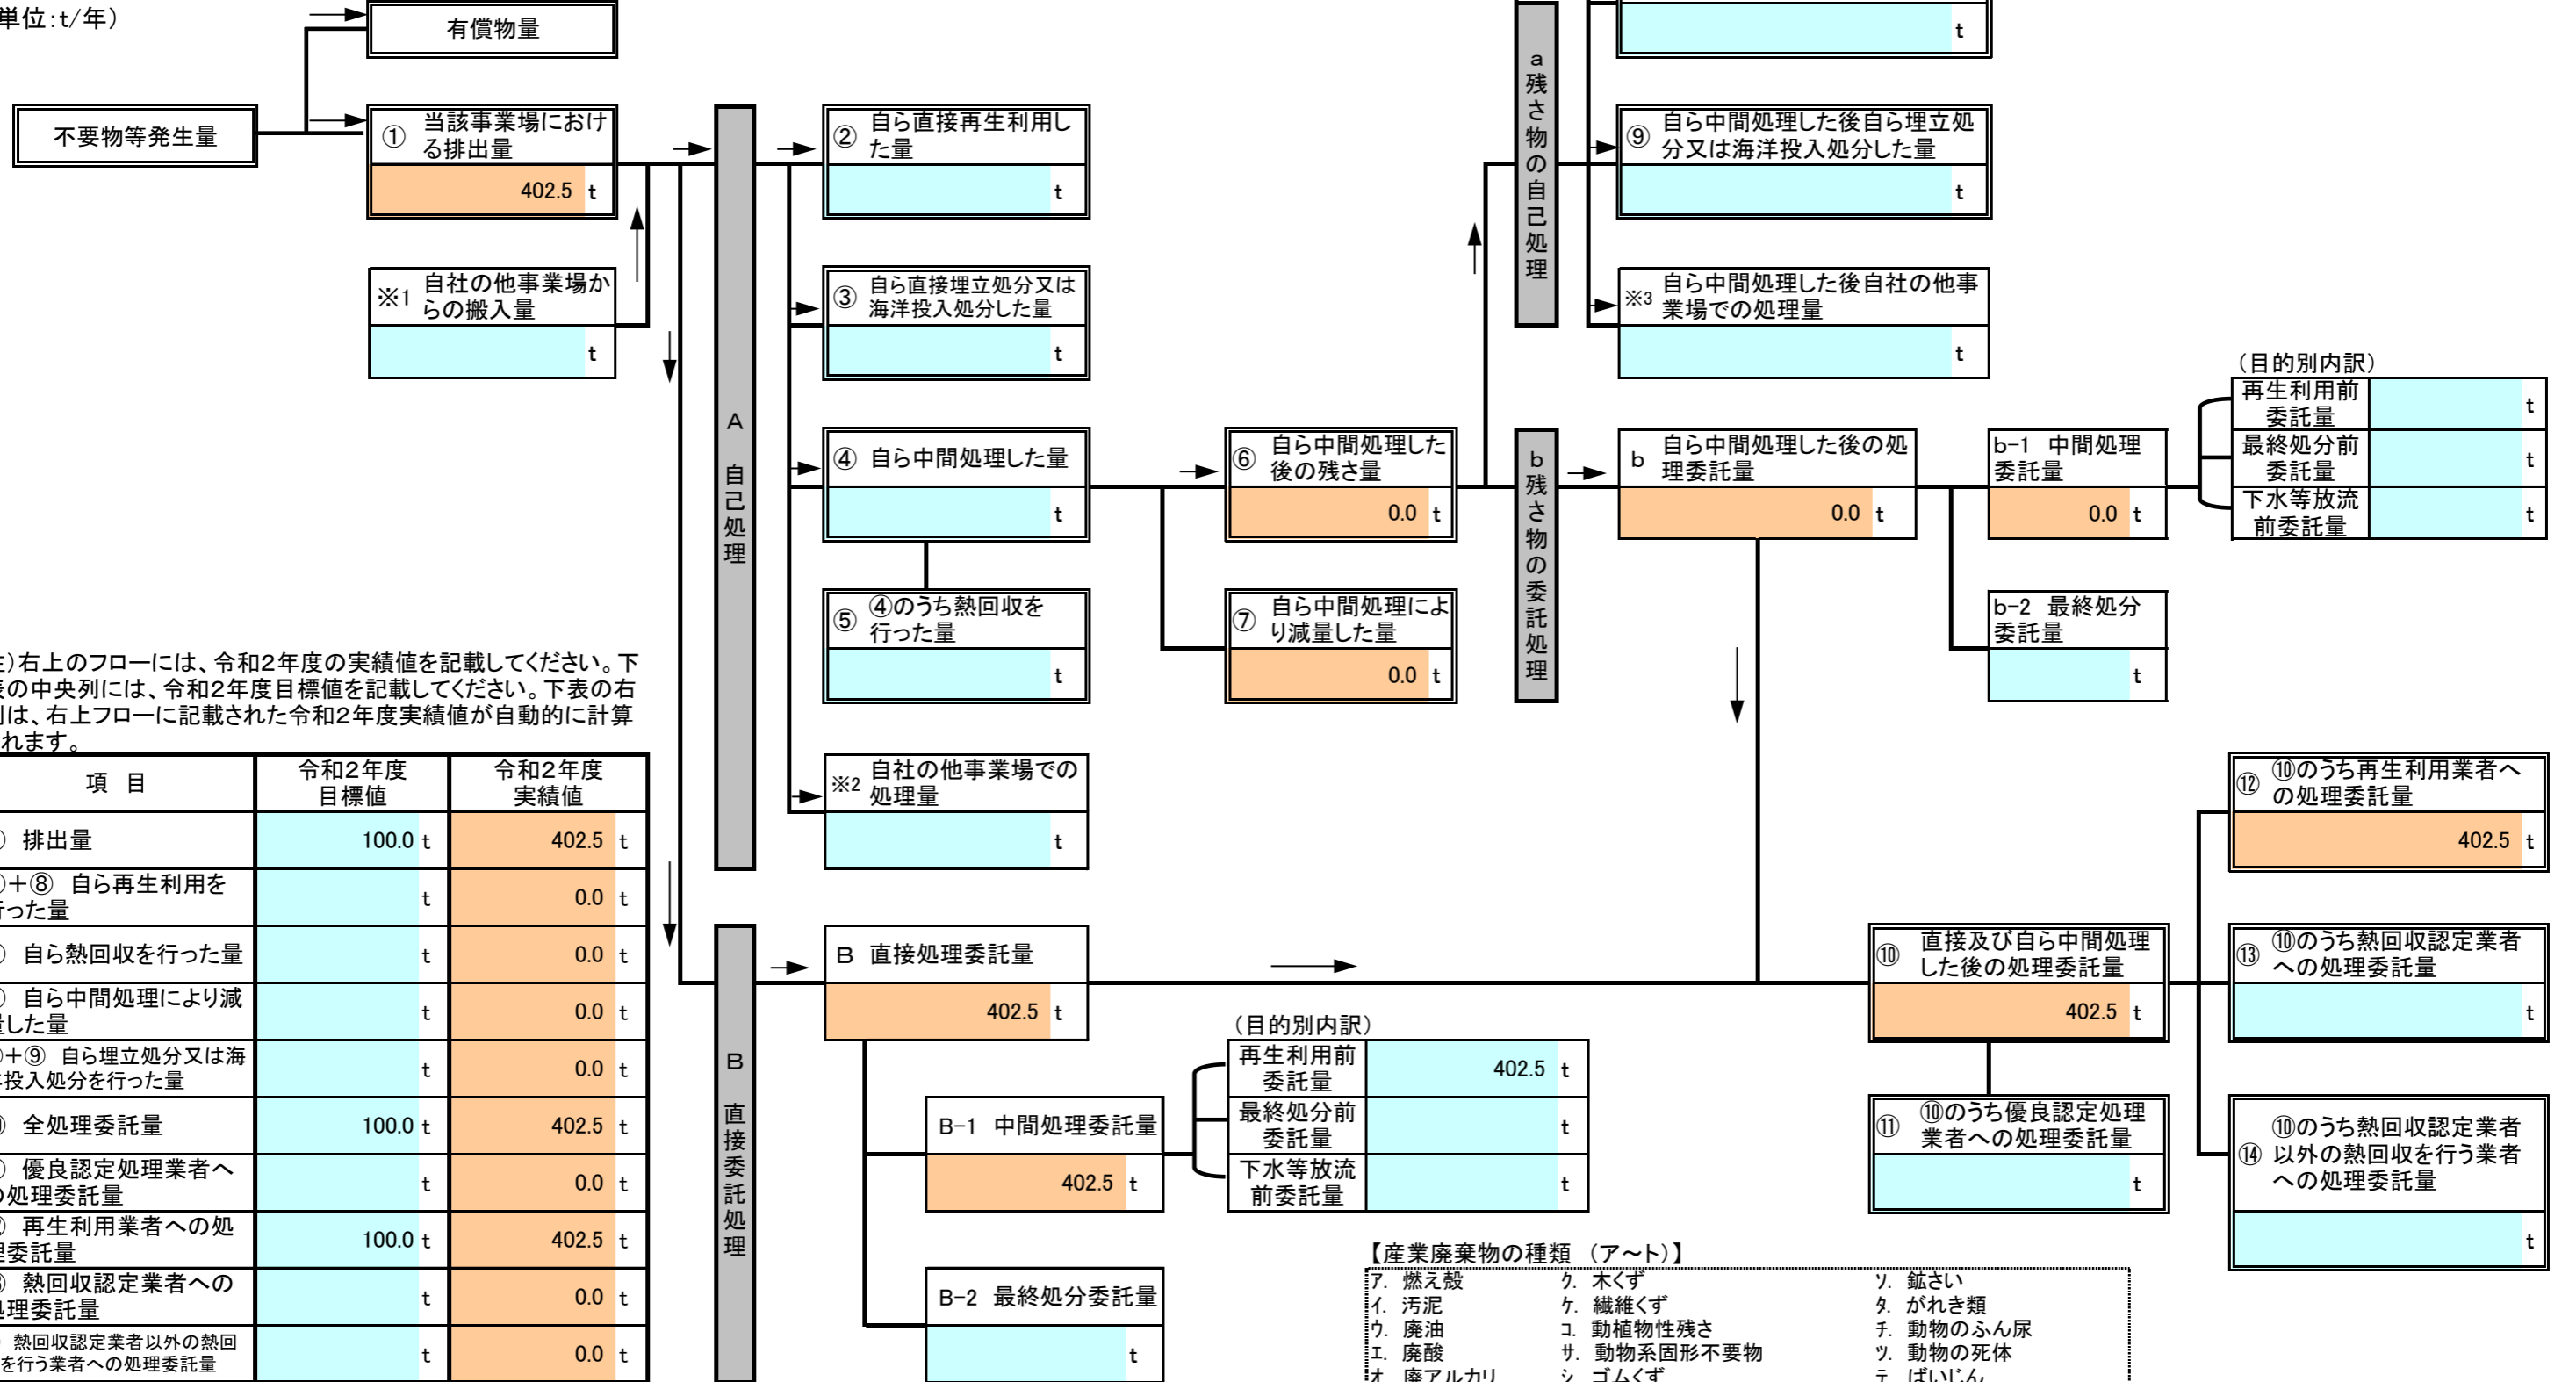 単位:t/年)
有償物量
t
不要物等発生量
① 当該事業場におけ
る排出量
402.5 t
※1 自社の他事業場か
らの搬入量
t
A 自己処理
② 自ら直接再生利用し
た量
t
③ 自ら直接埋立処分又は
海洋投入処分した量
t
④ 自ら中間処理した量
t
⑤ ④のうち熱回収を
行った量
t
※2 自社の他事業場での
処理量
t
⑥ 自ら中間処理した
後の残さ量
0.0 t
⑦ 自ら中間処理によ
り減量した量
0.0 t
a 残さ物の自己処理
⑨ 自ら中間処理した後自ら埋立処
分又は海洋投入処分した量
t
※3 自ら中間処理した後自社の他事
業場での処理量
t
b 残さ物の委託処理
b 自ら中間処理した後の処
理委託量
0.0 t
b-1 中間処理
委託量
0.0 t
b-2 最終処分
委託量
t
(目的別内訳)
再生利用前
委託量
t
最終処分前
委託量
t
下水等放流
前委託量
t
)右上のフローには、令和2年度の実績値を記載してください。下
の中央列には、令和2年度目標値を記載してください。下表の右
は、右上フローに記載された令和2年度実績値が自動的に計算
れます。
項 目
令和2年度
目標値
令和2年度
実績値
排出量
100.0 t
402.5 t
+⑧ 自ら再生利用を
った量
t
0.0 t
自ら熱回収を行った量
t
0.0 t
自ら中間処理により減
した量
t
0.0 t
+⑨ 自ら埋立処分又は海
投入処分を行った量
t
0.0 t
全処理委託量
100.0 t
402.5 t
優良認定処理業者へ
処理委託量
t
0.0 t
再生利用業者への処
委託量
100.0 t
402.5 t
熱回収認定業者への
理委託量
t
0.0 t
熱回収認定業者以外の熱回
を行う業者への処理委託量
t
0.0 t
B 直接委託処理
B 直接処理委託量
402.5 t
B-1 中間処理委託量
402.5 t
B-2 最終処分委託量
t
(目的別内訳)
再生利用前
委託量
402.5 t
最終処分前
委託量
t
下水等放流
前委託量
t
⑩ 直接及び自ら中間処理
した後の処理委託量
402.5 t
⑪ ⑩のうち優良認定処理
業者への処理委託量
t
⑫ ⑩のうち再生利用業者へ
の処理委託量
402.5 t
⑬ ⑩のうち熱回収認定業者
への処理委託量
t
⑭ ⑩のうち熱回収認定業者
以外の熱回収を行う業者
への処理委託量
t
【産業廃棄物の種類 (ア~ト)】
ア. 燃え殻 ク. 木くず ソ. 鉱さい
イ. 汚泥 ケ. 繊維くず タ. がれき類
ウ. 廃油 コ. 動植物性残さ チ. 動物のふん尿
エ. 廃酸 サ. 動物系固形不要物 ツ. 動物の死体
オ. 廃アルカリ シ. ゴムくず テ. ばいじん